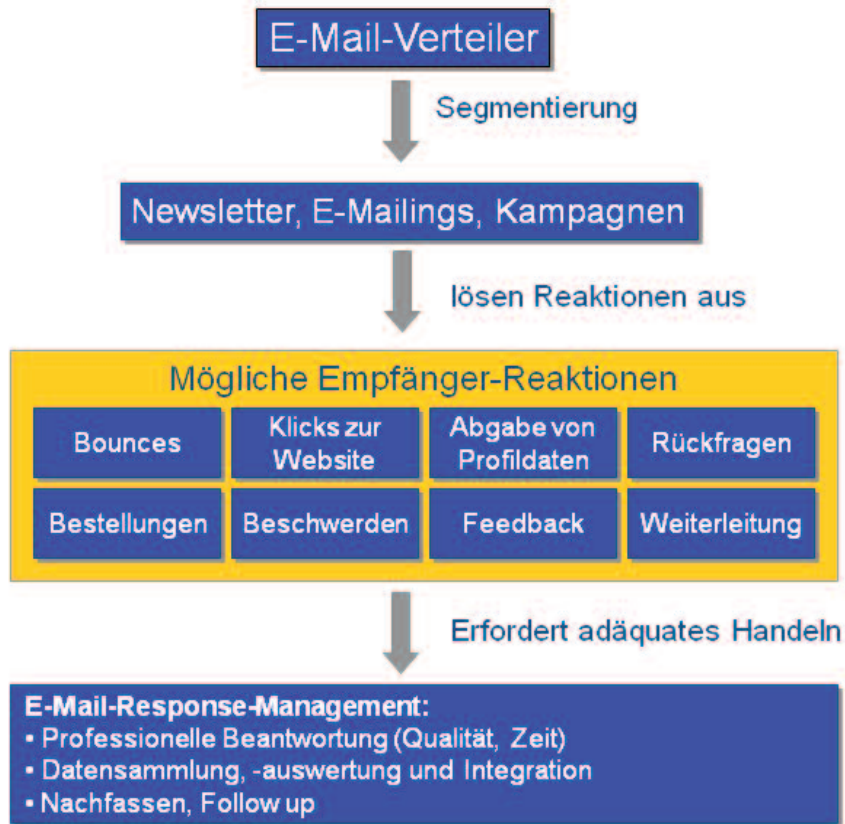 E-Mail-Verteiler
Segmentierung
Newsletter, E-Mailings, Kampagnen
lösen Reaktionen aus
Mögliche Empfänger-Reaktionen
Bounces
Klicks zur
Website
Abgabe von
Profildaten
Rückfragen
Bestellungen
Beschwerden
Feedback
Weiterleitung
Erfordert adäquates Handeln
E-Mail-Response-Management:
▪ Professionelle Beantwortung (Qualität, Zeit)
▪ Datensammlung, -auswertung und Integration
▪ Nachfassen, Follow up